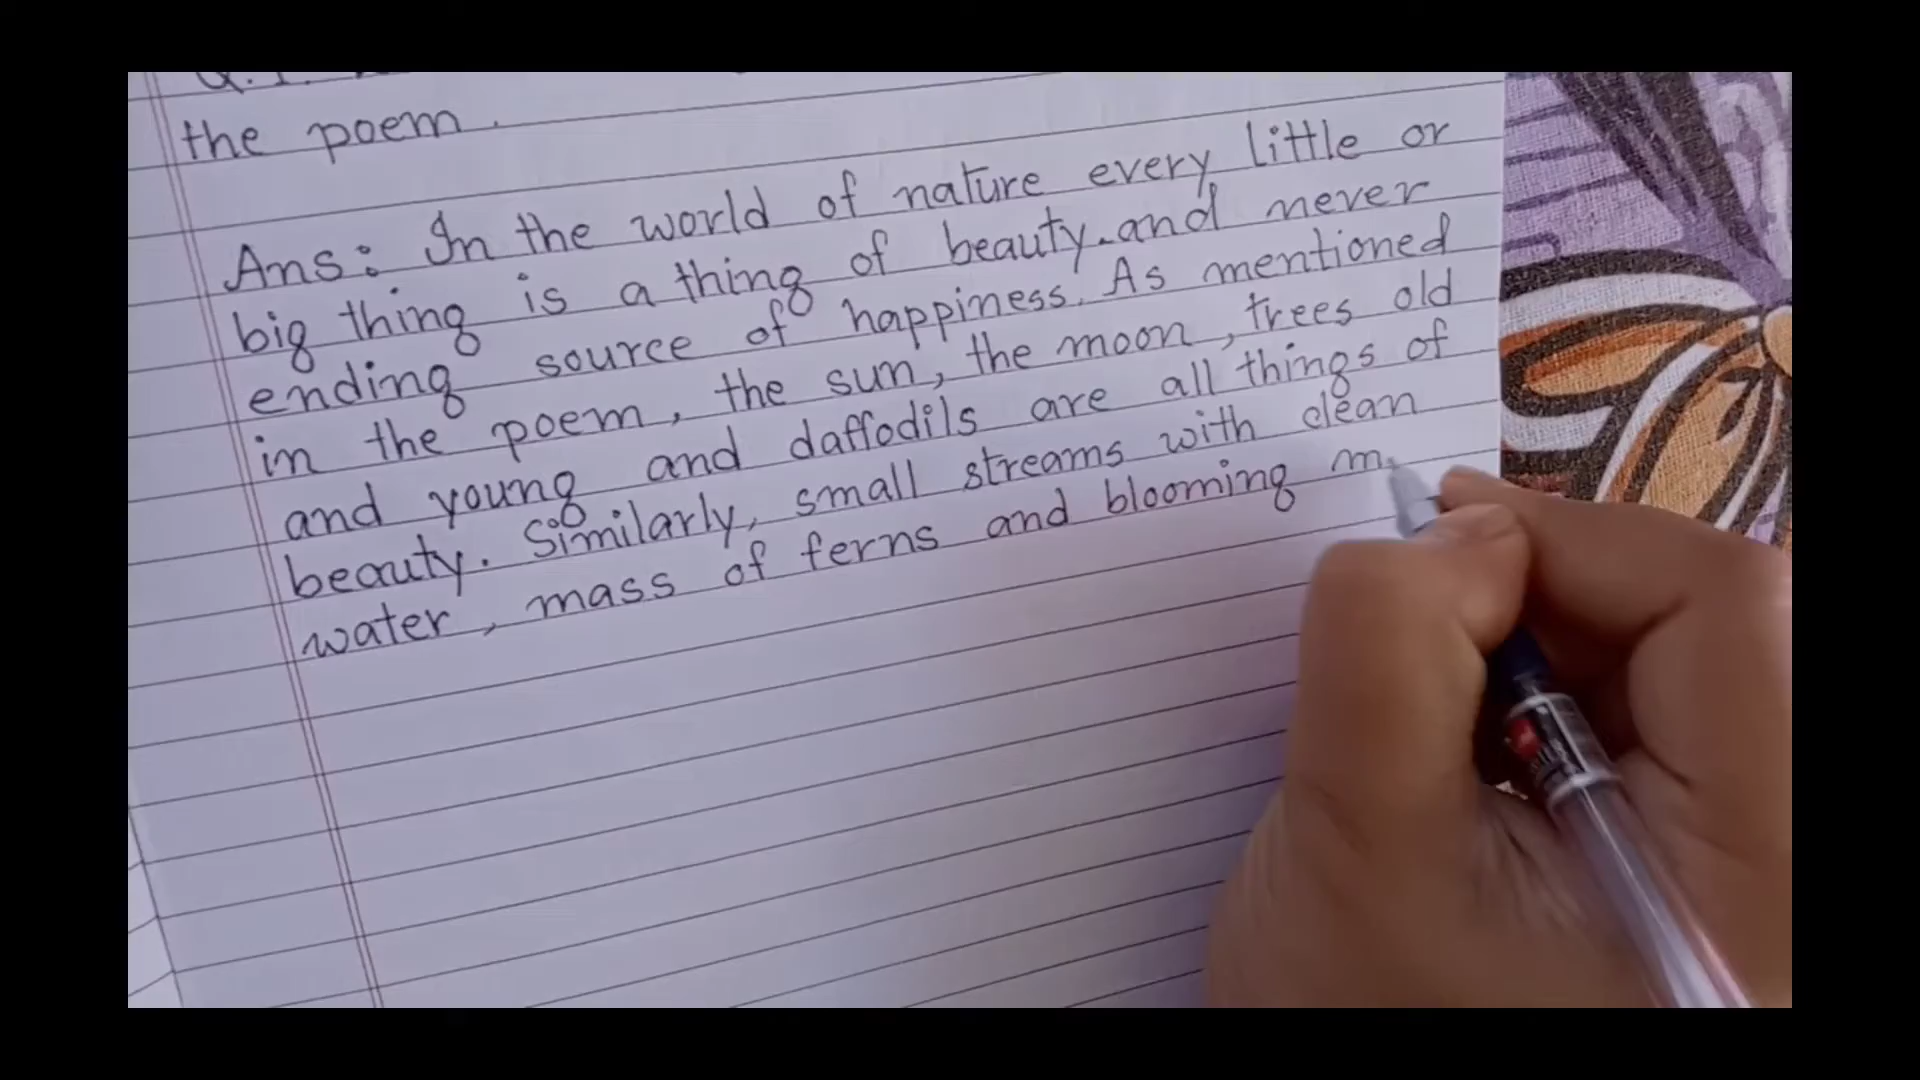 the poem.
Ans: In the world of nature every little or
big thing is a thing of beauty. and never
ending source of happiness. As mentioned
in the poem, the sun, the moon, trees old
and young and daffodils are all things of
beauty. Similarly, small streams with clean
water, mass of ferns and blooming m